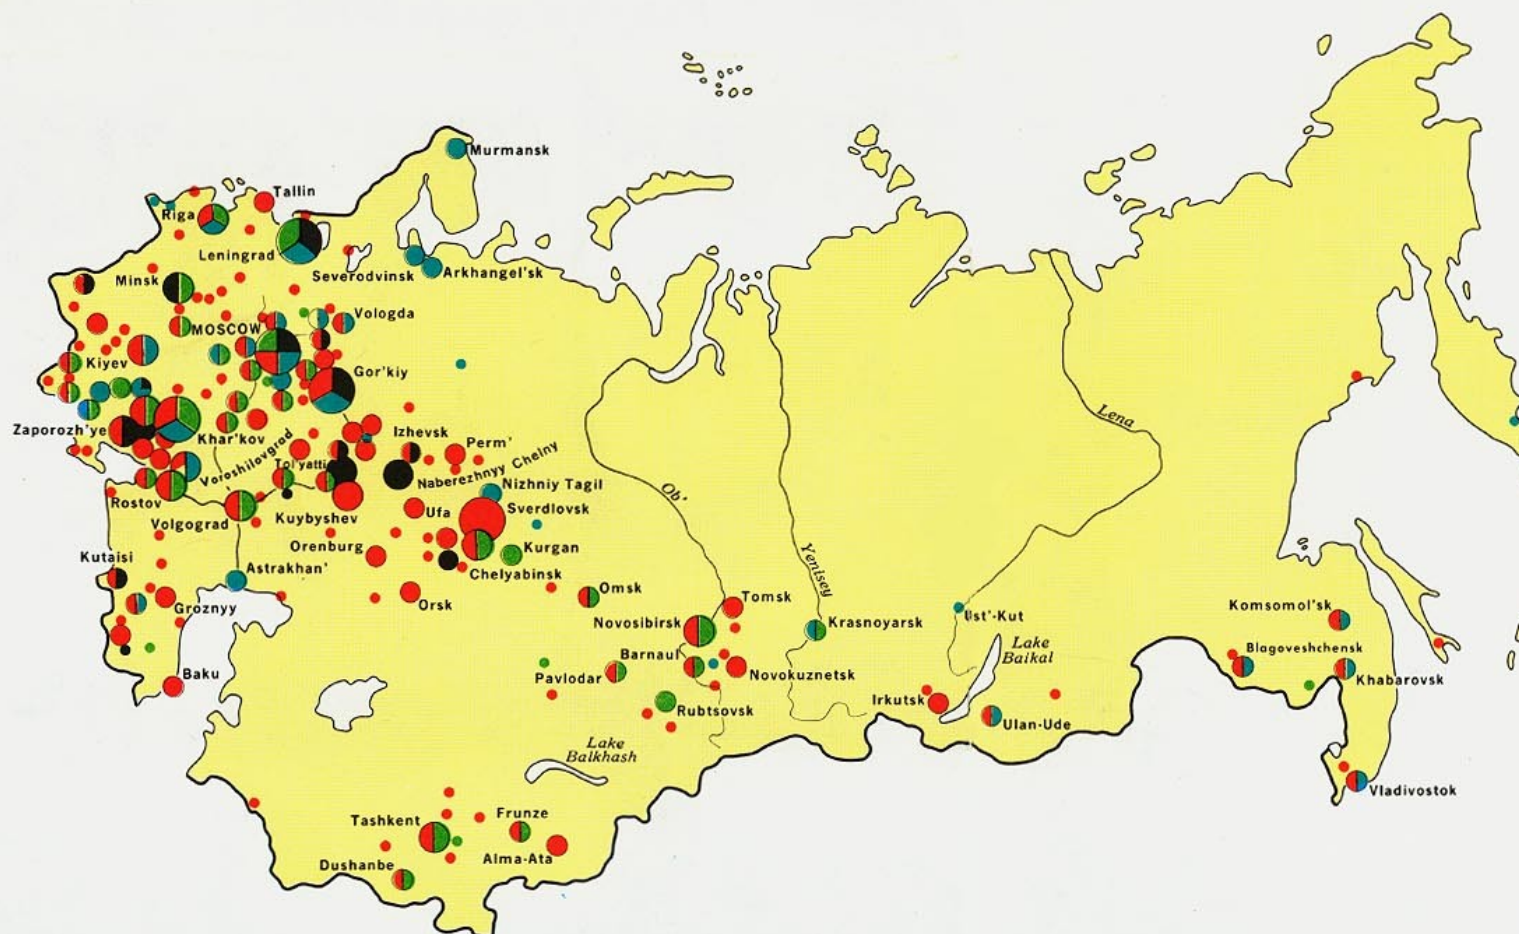 Murmansk
Tallin
Riga
Leningrad
Severodvinsk
Arkhangel'sk
Minsk
MOSCOW
Vologda
Kiyev
Gor'kiy
Zaporozh'ye
Khar'kov
Izhevsk
Perm'
Voroshilovgrad
Tol'yatti
Naberezhnyy Chelny
Nizhniy Tagil
Rostov
Volgograd
Kuybyshev
Ufa
Sverdlovsk
Orenburg
Kurgan
Kutaisi
Astrakhan'
Chelyabinsk
Groznyy
Orsk
Omsk
Tomsk
Novosibirsk
Krasnoyarsk
Barnaul
Baku
Pavlodar
Novokuznetsk
Rubtsovsk
Ob'
Yenisey
Lena
Ust'-Kut
Lake
Baikal
Irkutsk
Ulan-Ude
Komsomol'sk
Blagoveshchensk
Khabarovsk
Vladivostok
Lake
Balkhash
Tashkent
Frunze
Alma-Ata
Dushanbe